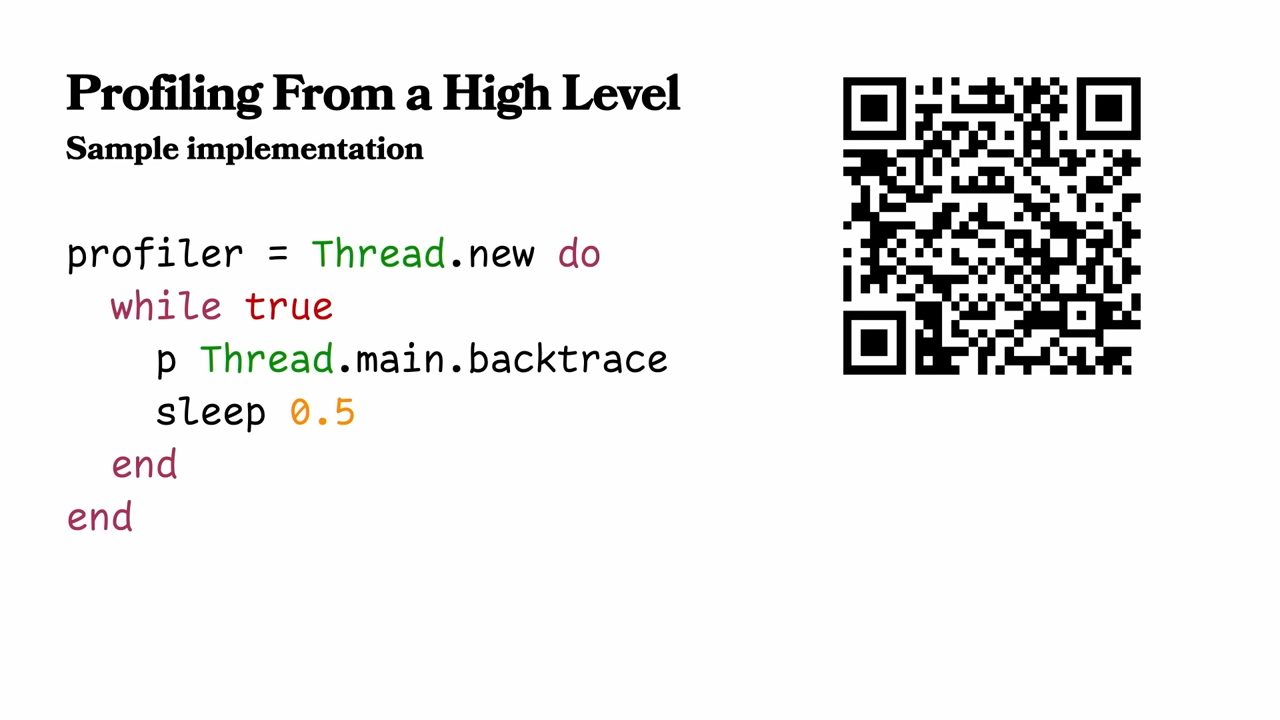 Profiling From a High Level
Sample implementation
profiler = Thread.new do
  while true
    p Thread.main.backtrace
    sleep 0.5
  end
end